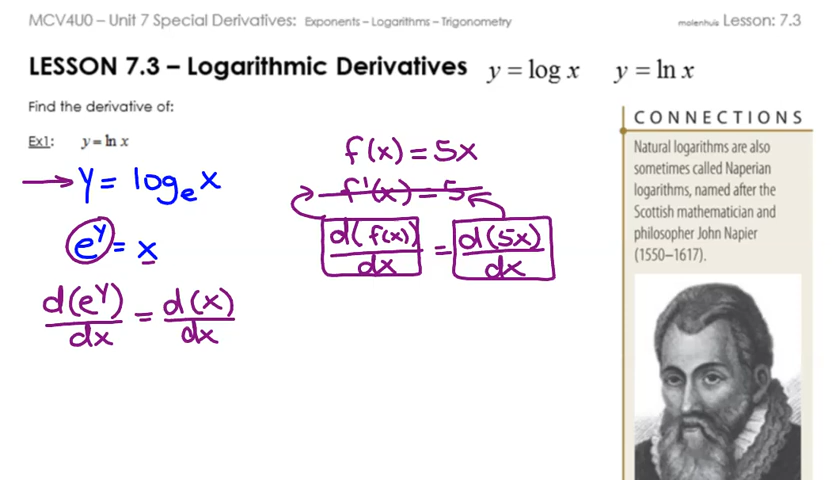 MCV4U0 – Unit 7 Special Derivatives: Exponents – Logarithms – Trigonometry
molenhuis Lesson: 7.3
LESSON 7.3 – Logarithmic Derivatives y = log x y = ln x
Find the derivative of:
Ex1: y = ln x
y = logₑx
e^y = x
d(e^y)/dx = d(x)/dx
f(x) = 5x
f'(x) = 5
d(f(x))/dx = d(5x)/dx
CONNECTIONS
Natural logarithms are also
sometimes called Naperian
logarithms, named after the
Scottish mathematician and
philosopher John Napier
(1550–1617).